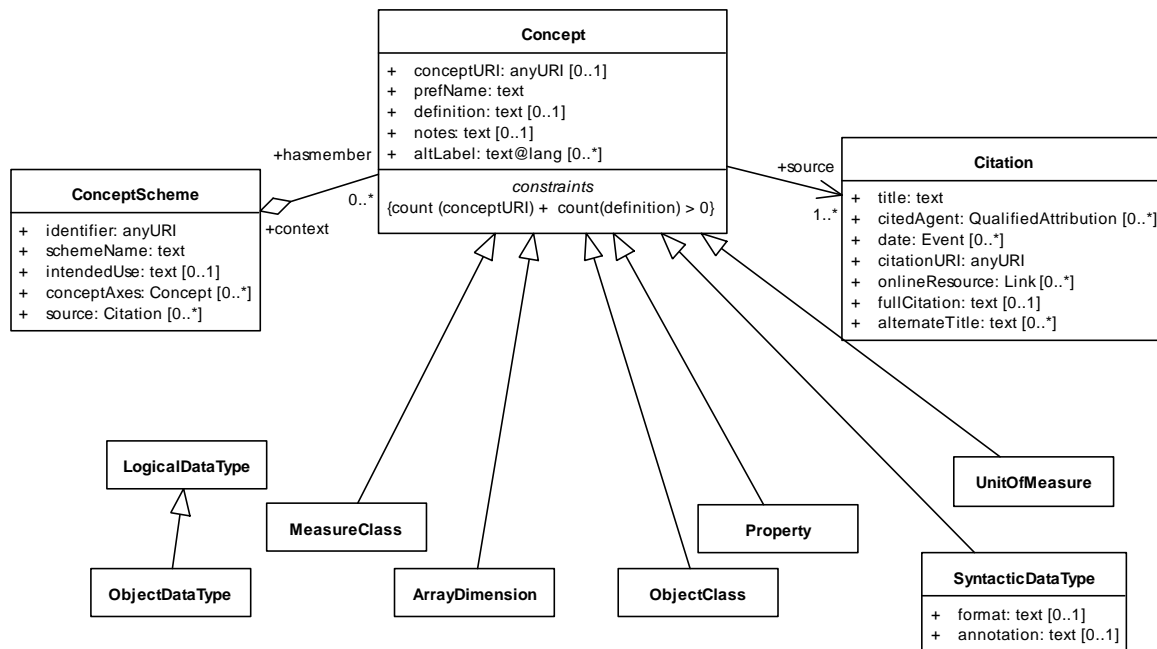 Concept
+ conceptURI: anyURI [0..1]
+ prefName: text
+ definition: text [0..1]
+ notes: text [0..1]
+ altLabel: text@lang [0..*]
constraints
{count (conceptURI) + count(definition) > 0}
+hasmember
0..*
+context
+source
1..*
ConceptScheme
+ identifier: anyURI
+ schemeName: text
+ intendedUse: text [0..1]
+ conceptAxes: Concept [0..*]
+ source: Citation [0..*]
Citation
+ title: text
+ citedAgent: QualifiedAttribution [0..*]
+ date: Event [0..*]
+ citationURI: anyURI
+ onlineResource: Link [0..*]
+ fullCitation: text [0..1]
+ alternateTitle: text [0..*]
LogicalDataType
UnitOfMeasure
MeasureClass
Property
ObjectDataType
ArrayDimension
ObjectClass
SyntacticDataType
+ format: text [0..1]
+ annotation: text [0..1]